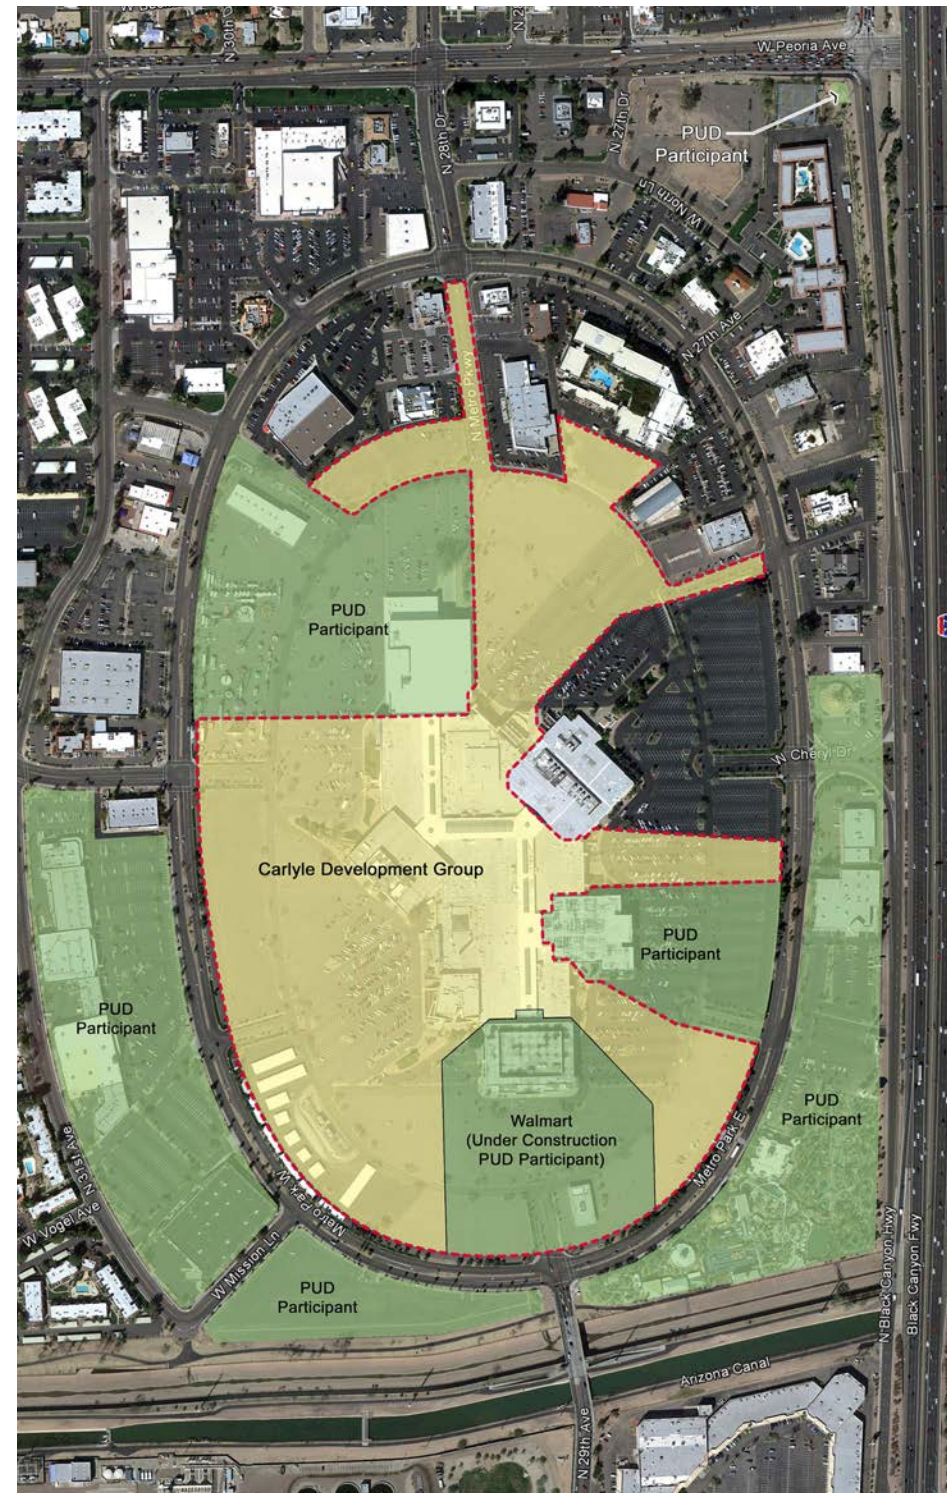 N 30th D
N 28th Dr
W Peoria Ave
N 27th Dr
PUD
Participant
W North Ln
N 27th Ave
N Metro Pkwy
PUD
Participant
W Cheryl Dr
Carlyle Development Group
PUD
Participant
PUD
Participant
PUD
Participant
Walmart
(Under Construction
PUD Participant)
Metro Park E
N 31st Ave
W Vogel Ave
W Mission Ln
Metro Park W
PUD
Participant
N Black Canyon Hwy
Black Canyon Fwy
Arizona Canal
N 29th Ave